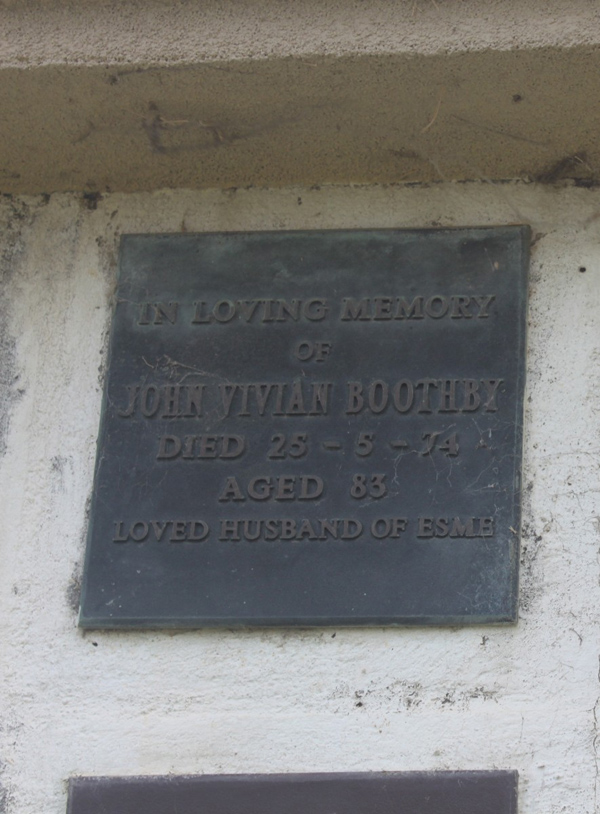 IN LOVING MEMORY
OF
JOHN VIVIAN BOOTHBY
DIED 25 - 5 - 74
AGED 83
LOVED HUSBAND OF ESME